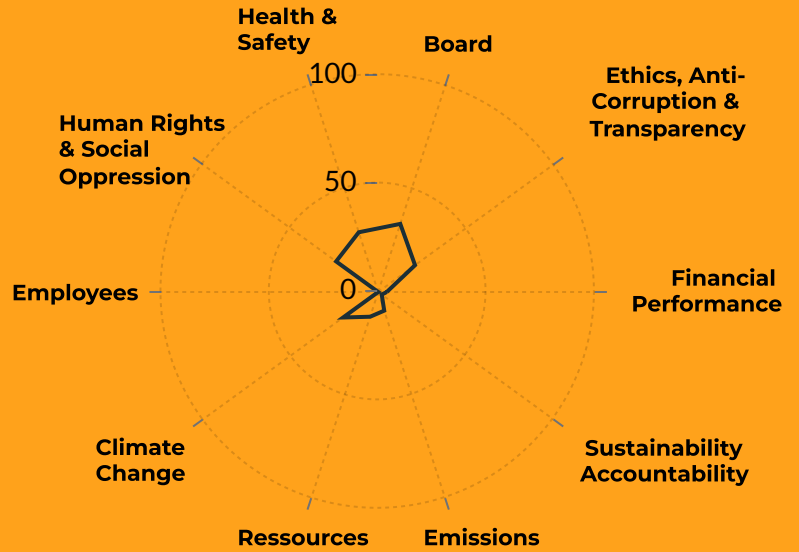 Health &
Safety
Board
100
Ethics, Anti-
Corruption &
Transparency
Human Rights
& Social
Oppression
50
Employees
0
Financial
Performance
Climate
Change
Sustainability
Accountability
Ressources
Emissions